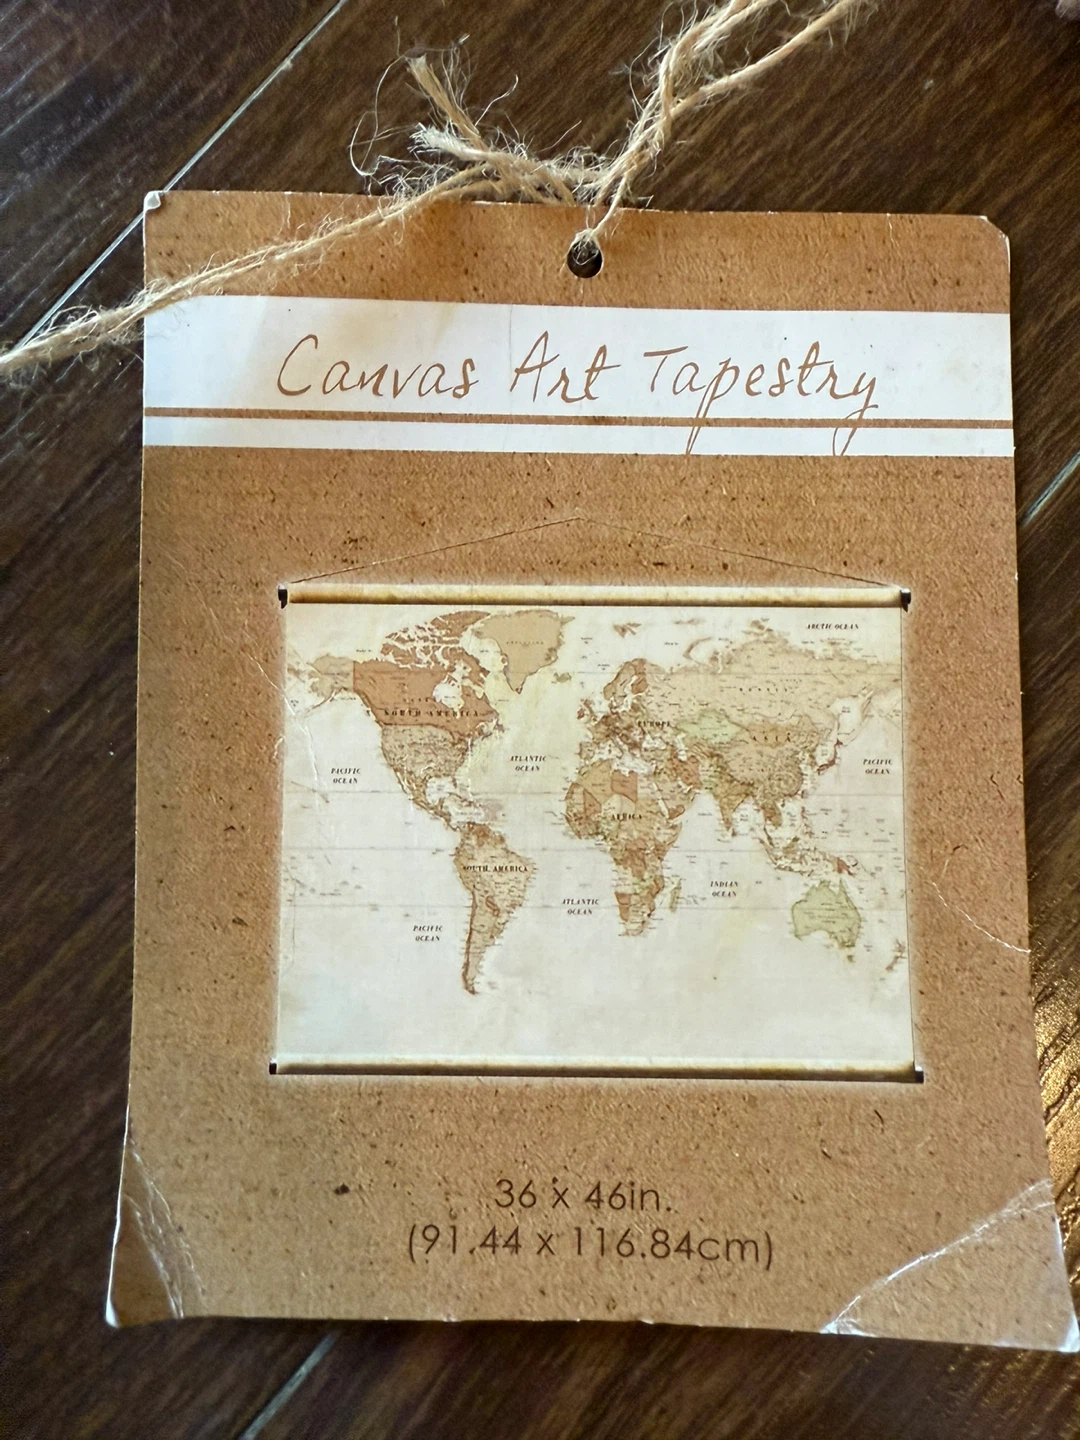 Canvas Art Tapestry
ARCTIC OCEAN
NORTH AMERICA
EUROPE
ASIA
PACIFIC
OCEAN
ATLANTIC
OCEAN
PACIFIC
OCEAN
AFRICA
SOUTH AMERICA
INDIAN
OCEAN
ATLANTIC
OCEAN
PACIFIC
OCEAN
36 x 46in.
(91.44 x 116.84cm)